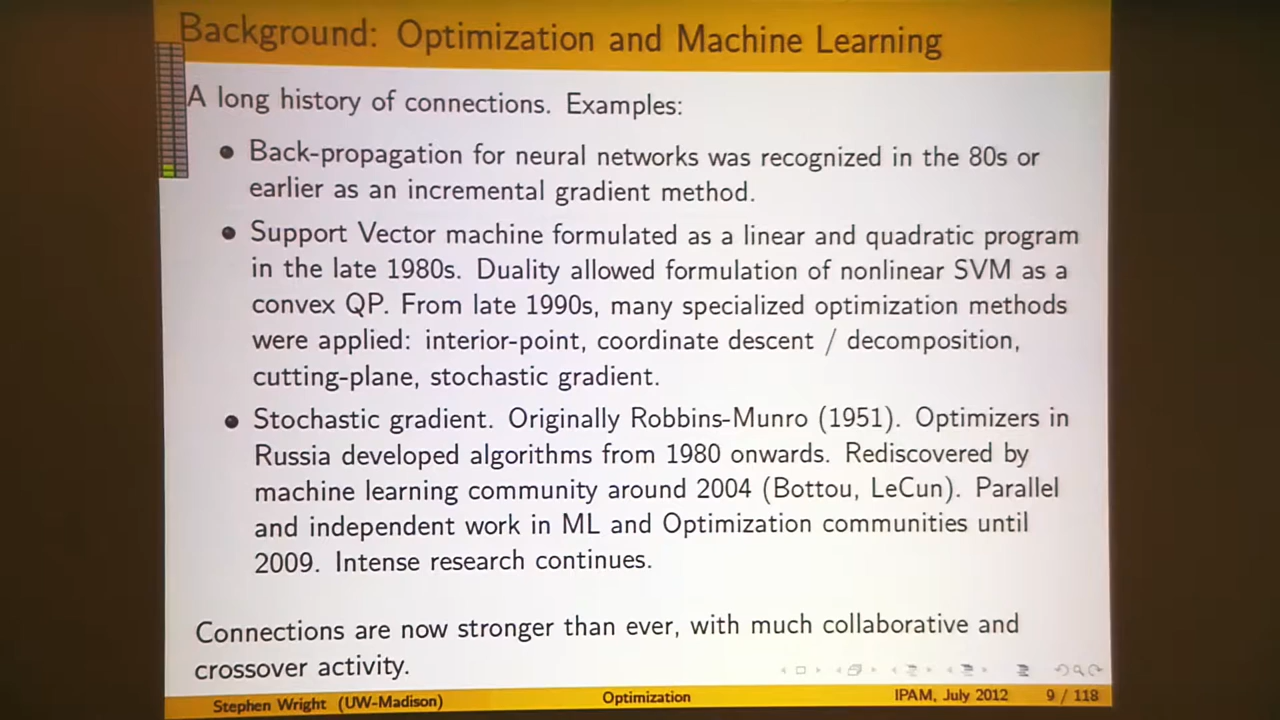 Background: Optimization and Machine Learning
A long history of connections. Examples:
Back-propagation for neural networks was recognized in the 80s or
earlier as an incremental gradient method.
Support Vector machine formulated as a linear and quadratic program
in the late 1980s. Duality allowed formulation of nonlinear SVM as a
convex QP. From late 1990s, many specialized optimization methods
were applied: interior-point, coordinate descent / decomposition,
cutting-plane, stochastic gradient.
Stochastic gradient. Originally Robbins-Munro (1951). Optimizers in
Russia developed algorithms from 1980 onwards. Rediscovered by
machine learning community around 2004 (Bottou, LeCun). Parallel
and independent work in ML and Optimization communities until
2009. Intense research continues.
Connections are now stronger than ever, with much collaborative and
crossover activity.
Stephen Wright (UW-Madison) Optimization IPAM, July 2012 9 / 118